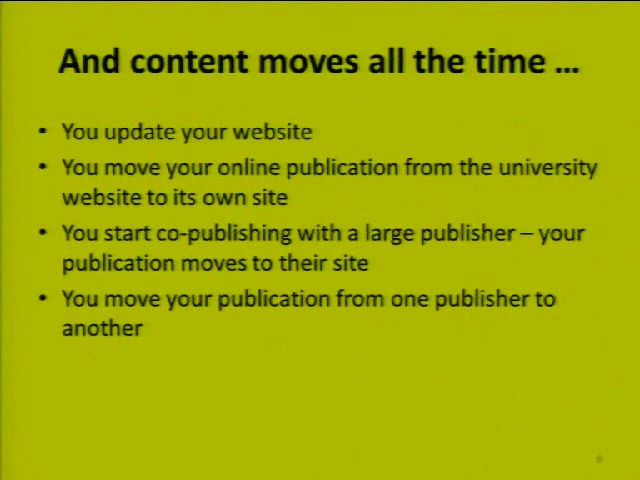 And content moves all the time …
• You update your website
• You move your online publication from the university
website to its own site
• You start co-publishing with a large publisher – your
publication moves to their site
• You move your publication from one publisher to
another